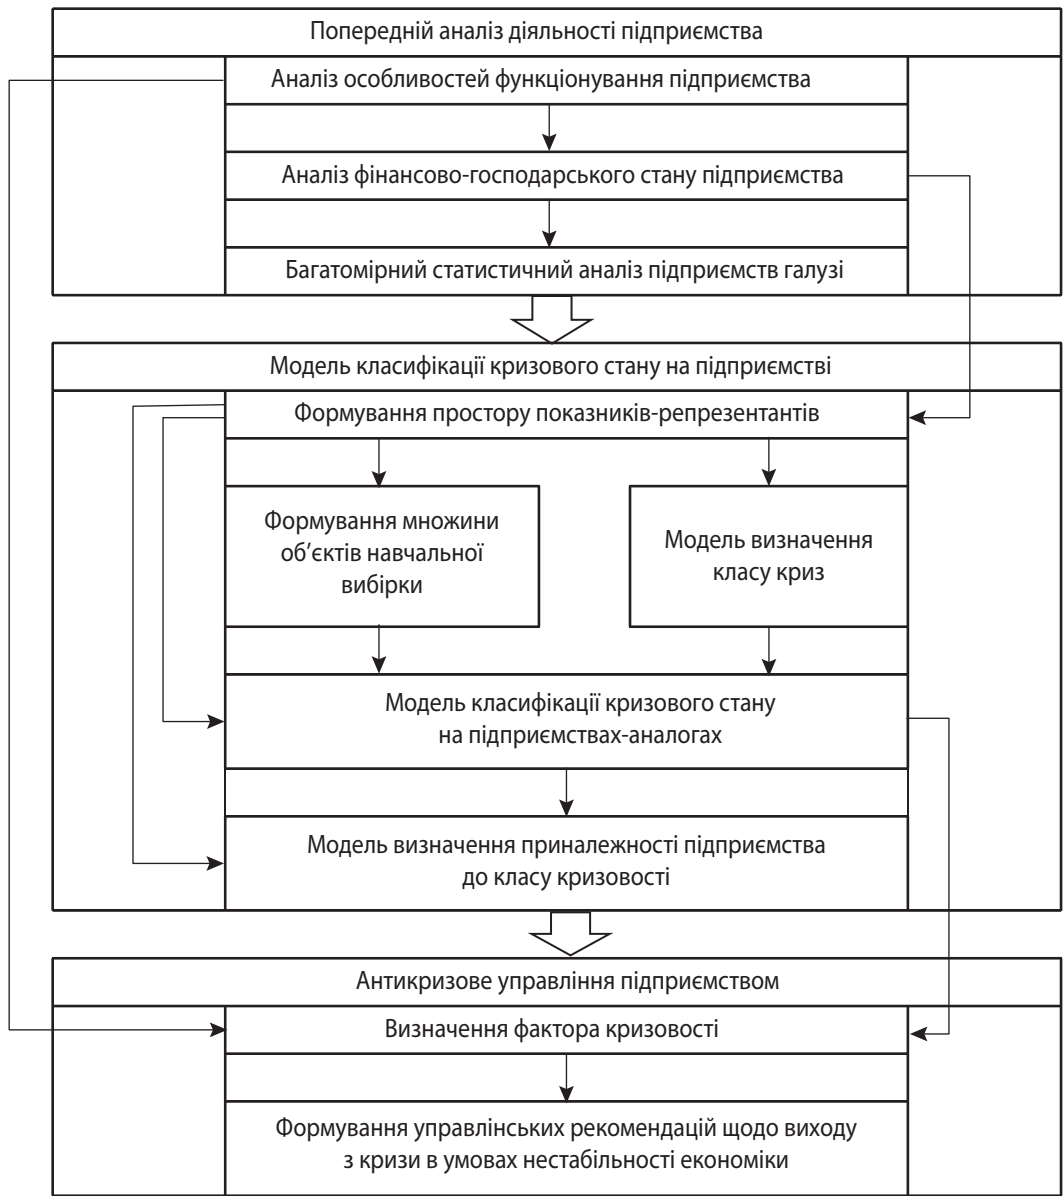 Попередній аналіз діяльності підприємства
Аналіз особливостей функціонування підприємства
Аналіз фінансово-господарського стану підприємства
Багатомірний статистичний аналіз підприємств галузі
Модель класифікації кризового стану на підприємстві
Формування простору показників-репрезентантів
Формування множини
об’єктів навчальної
вибірки
Модель визначення
класу криз
Модель класифікації кризового стану
на підприємствах-аналогах
Модель визначення приналежності підприємства
до класу кризовості
Антикризове управління підприємством
Визначення фактора кризовості
Формування управлінських рекомендацій щодо виходу
з кризи в умовах нестабільності економіки